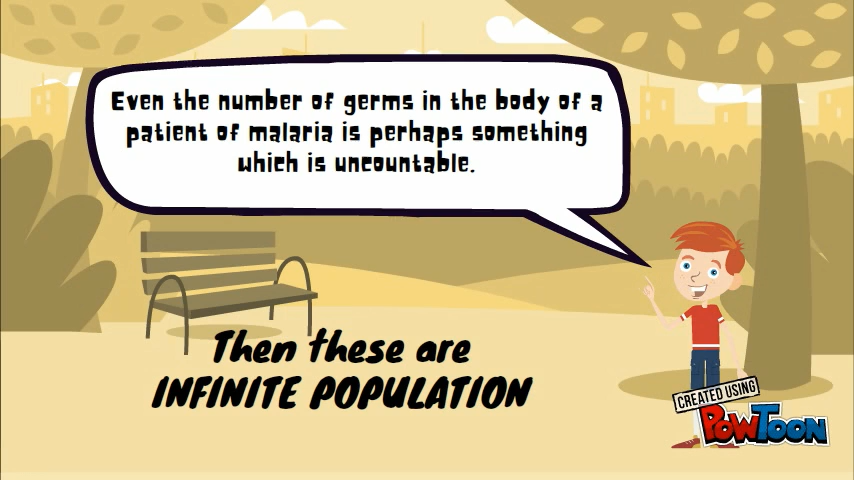 Even the number of germs in the body of a
patient of malaria is perhaps something
which is uncountable.
Then these are
INFINITE POPULATION
CREATED USING
POWTOON